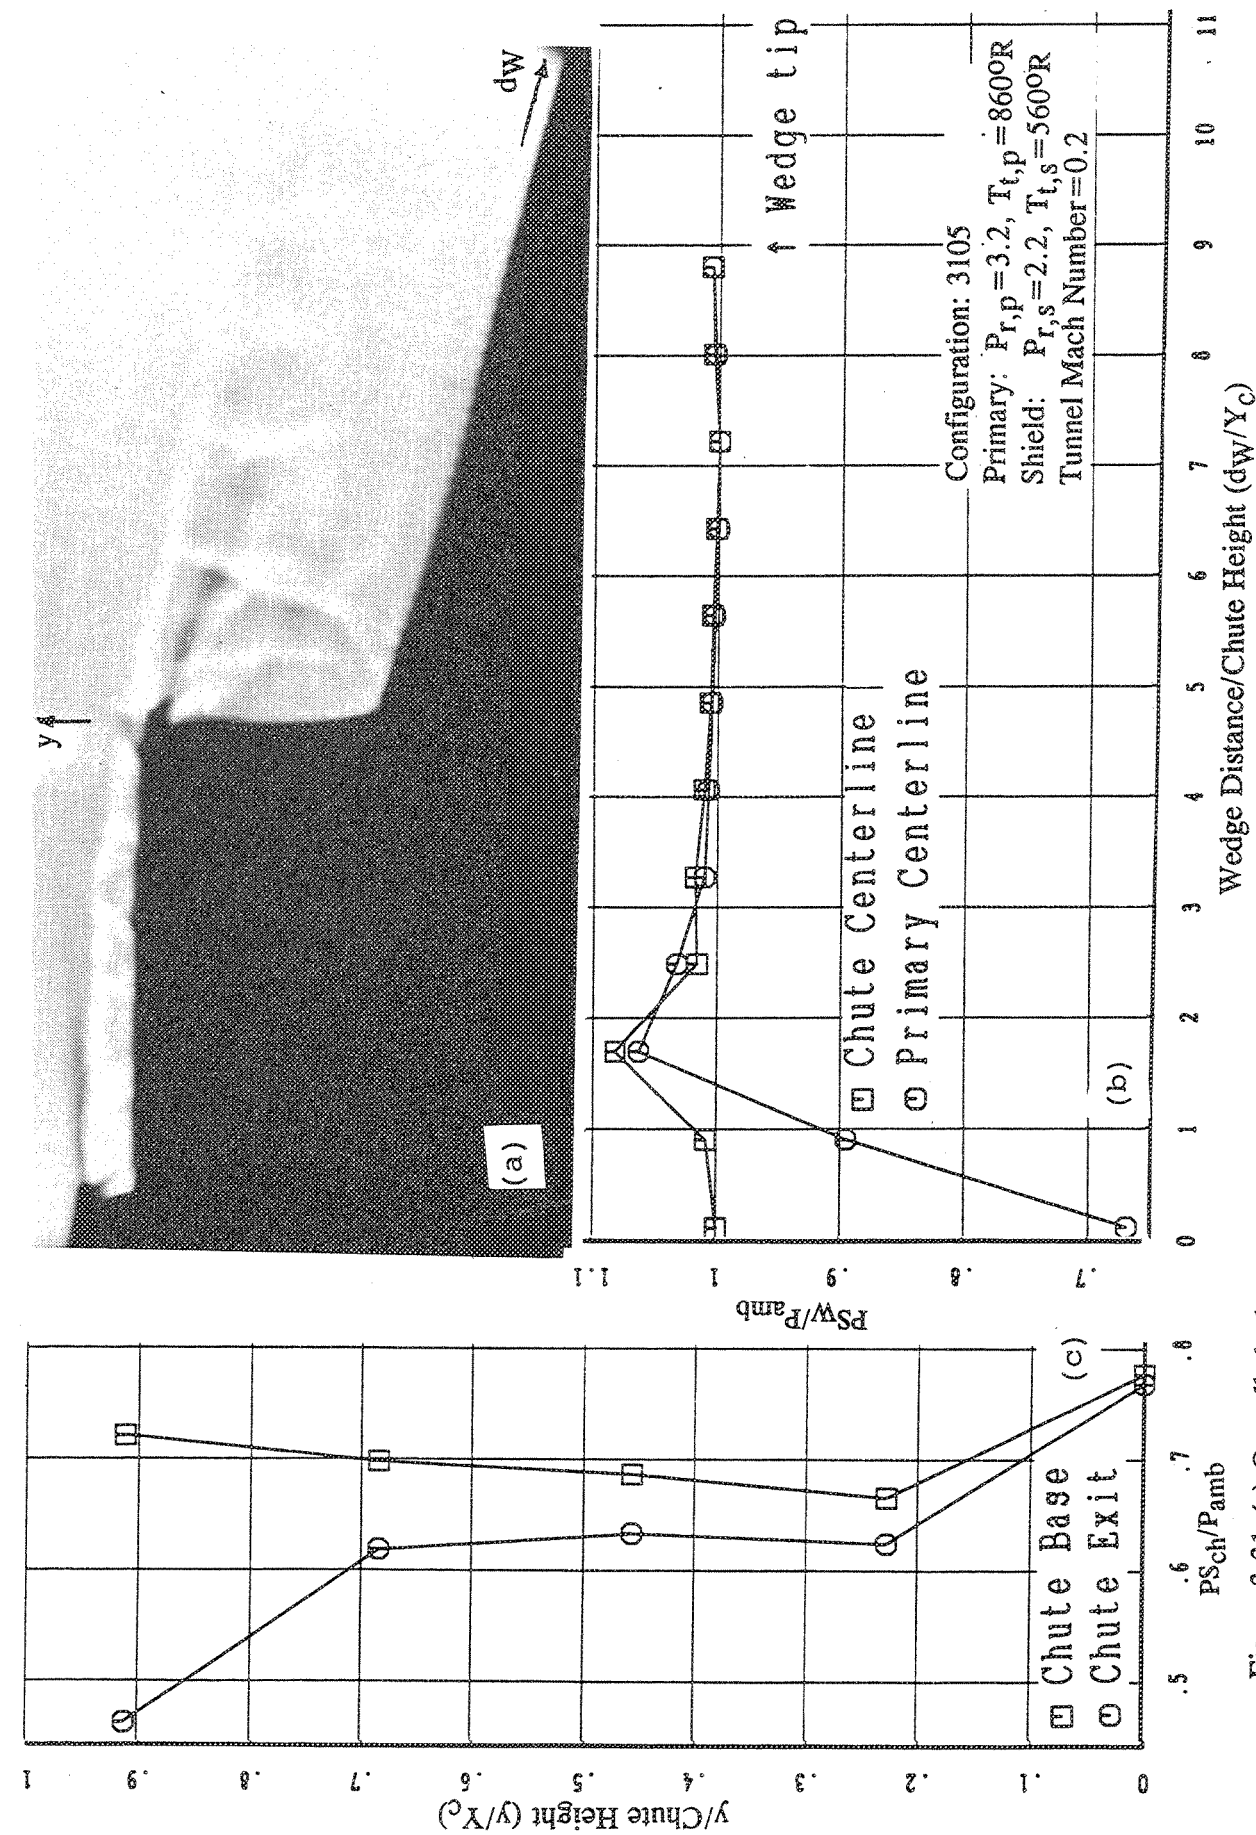 y
dw
(a)
PSw/Pamb
1.1
1
.9
.8
.7
↑ Wedge tip
Configuration: 3105
Primary: Pr,p=3.2, Tt,p=860ºR
Shield: Pr,s=2.2, Tt,s=560ºR
Tunnel Mach Number=0.2
Chute Centerline
Primary Centerline
(b)
0 1 2 3 4 5 6 7 8 9 10 11
Wedge Distance/Chute Height (dw/Yc)
y/Chute Height (y/Yc)
1
.9
.8
.7
.6
.5
.4
.3
.2
.1
0
Chute Base
Chute Exit
(c)
.5 .6 .7 .8
PSch/Pamb